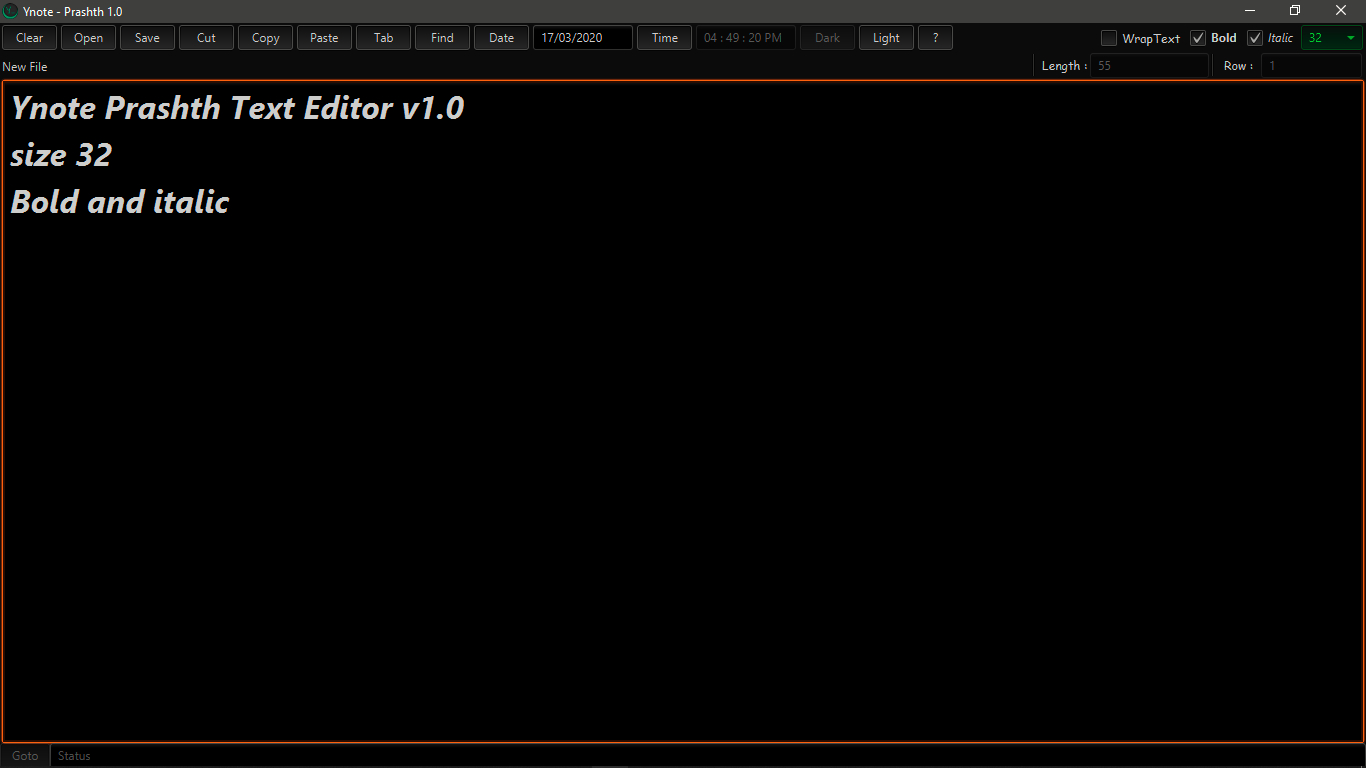 Ynote - Prashth 1.0
Clear Open Save Cut Copy Paste Tab Find Date 17/03/2020 Time 04 : 49 : 20 PM Dark Light ? WrapText Bold Italic 32
New File Length : 55 Row : 1
Ynote Prashth Text Editor v1.0
size 32
Bold and italic
Goto Status